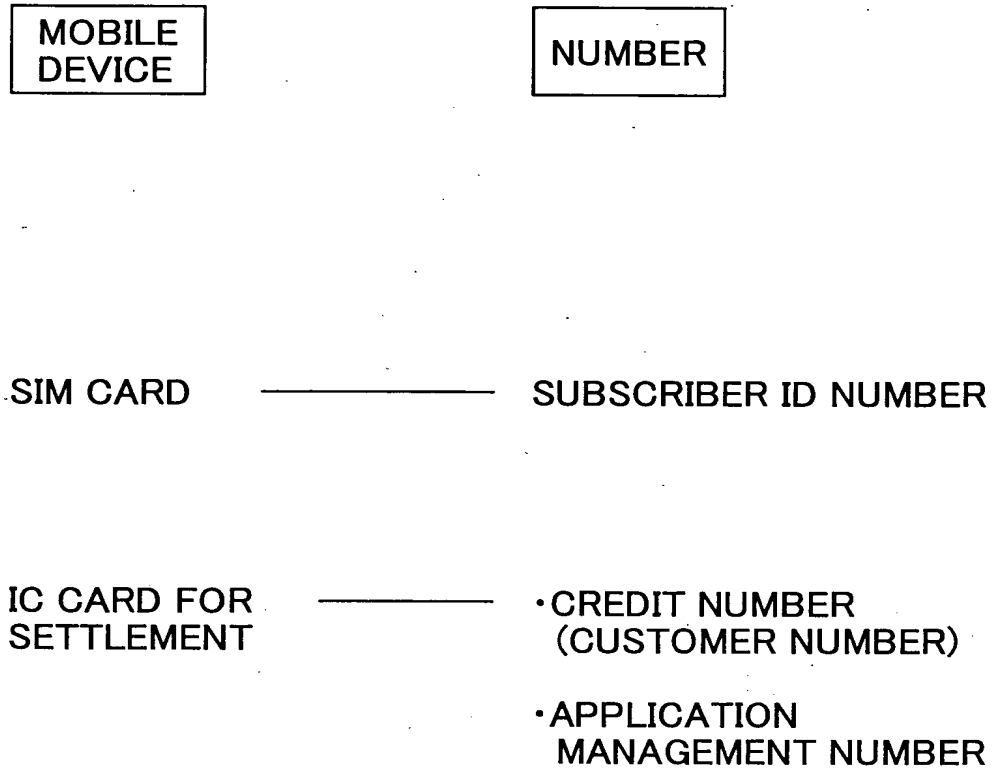 MOBILE
DEVICE
NUMBER
SIM CARD
SUBSCRIBER ID NUMBER
IC CARD FOR
SETTLEMENT
・CREDIT NUMBER
(CUSTOMER NUMBER)
・APPLICATION
MANAGEMENT NUMBER